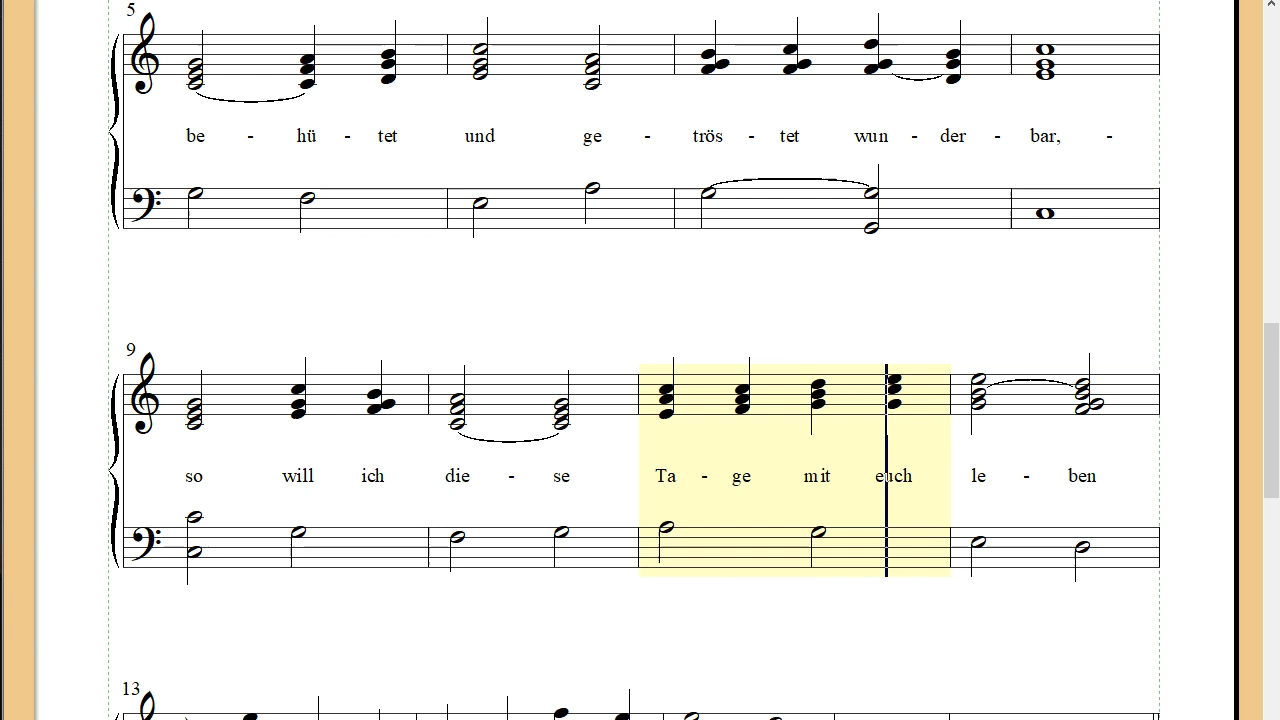 5
be - hü - tet und ge - trös - tet wun - der - bar, -
9
so will ich die - se Ta - ge mit euch le - ben
13